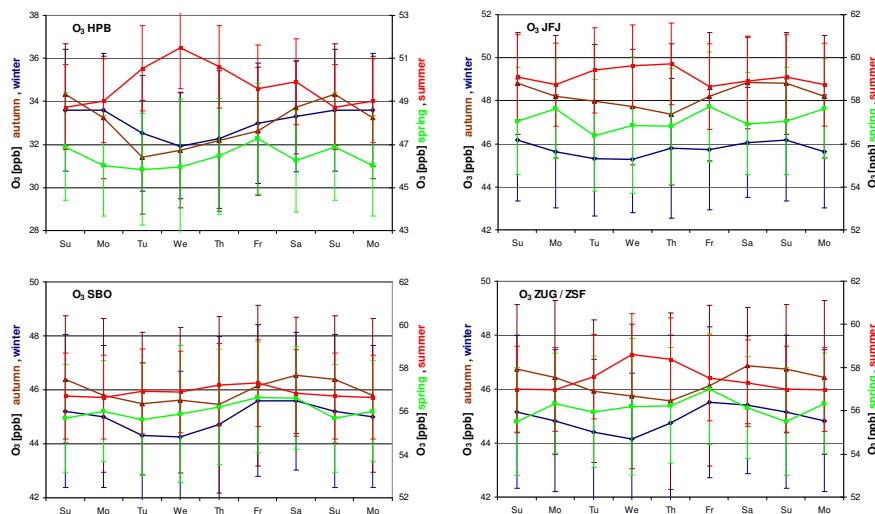 O3 HPB
38
36
34
32
30
28
53
51
49
47
45
43
O3 [ppb] autumn , winter
O3 [ppb] spring , summer
Su Mo Tu We Th Fr Sa Su Mo
O3 JFJ
52
50
48
46
44
42
62
60
58
56
54
52
O3 [ppb] autumn , winter
O3 [ppb] spring , summer
Su Mo Tu We Th Fr Sa Su Mo
O3 SBO
50
48
46
44
42
62
60
58
56
54
52
O3 [ppb] autumn , winter
O3 [ppb] spring , summer
Su Mo Tu We Th Fr Sa Su Mo
O3 ZUG / ZSF
50
48
46
44
42
62
60
58
56
54
52
O3 [ppb] autumn , winter
O3 [ppb] spring , summer
Su Mo Tu We Th Fr Sa Su Mo